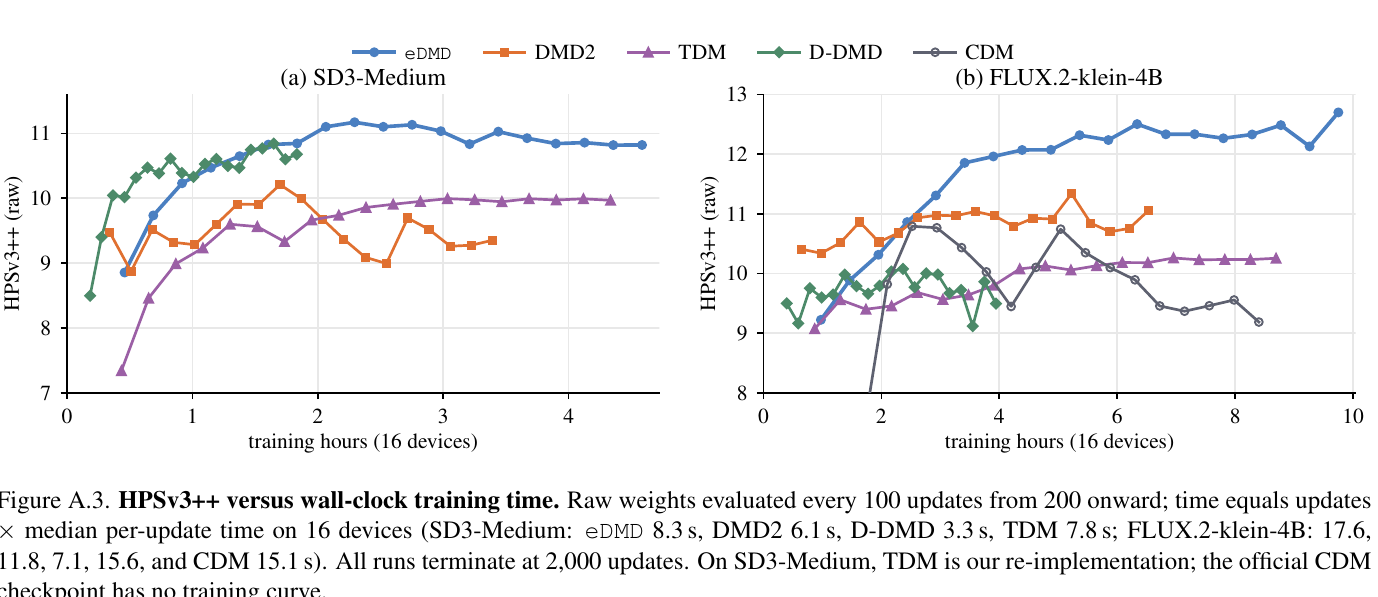 eDMD DMD2 TDM D-DMD CDM
(a) SD3-Medium
HPSv3++ (raw)
11
10
9
8
7
0 1 2 3 4
training hours (16 devices)
(b) FLUX.2-klein-4B
HPSv3++ (raw)
13
12
11
10
9
8
0 2 4 6 8 10
training hours (16 devices)
Figure A.3. HPSv3++ versus wall-clock training time. Raw weights evaluated every 100 updates from 200 onward; time equals updates
× median per-update time on 16 devices (SD3-Medium: eDMD 8.3 s, DMD2 6.1 s, D-DMD 3.3 s, TDM 7.8 s; FLUX.2-klein-4B: 17.6,
11.8, 7.1, 15.6, and CDM 15.1 s). All runs terminate at 2,000 updates. On SD3-Medium, TDM is our re-implementation; the official CDM
checkpoint has no training curve.